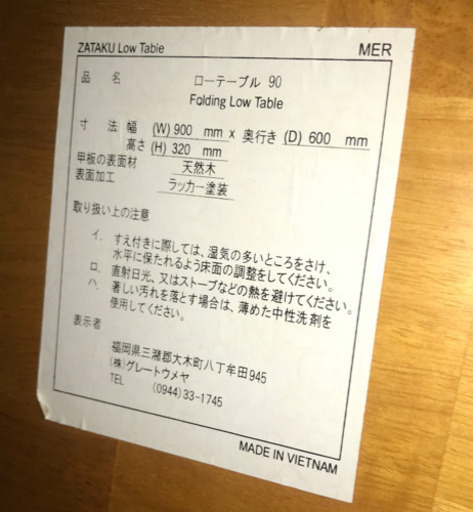 ZATAKU Low Table
MER
品 名 ローテーブル 90
Folding Low Table
寸 法 幅 (W) 900 mm x 奥行き (D) 600 mm
高さ (H) 320 mm
甲板の表面材 天然木
表面加工 ラッカー塗装
取り扱い上の注意
イ. すえ付きに際しては、湿気の多いところをさけ、
水平に保たれるよう床面の調整をしてください。
ロ. 直射日光、又はストーブなどの熱を避けてください。
ハ. 著しい汚れを落とす場合は、薄めた中性洗剤を
使用してください。
表示者
福岡県三潴郡大木町八丁牟田945
(株)グレートウメヤ
TEL (0944)33-1745
MADE IN VIETNAM